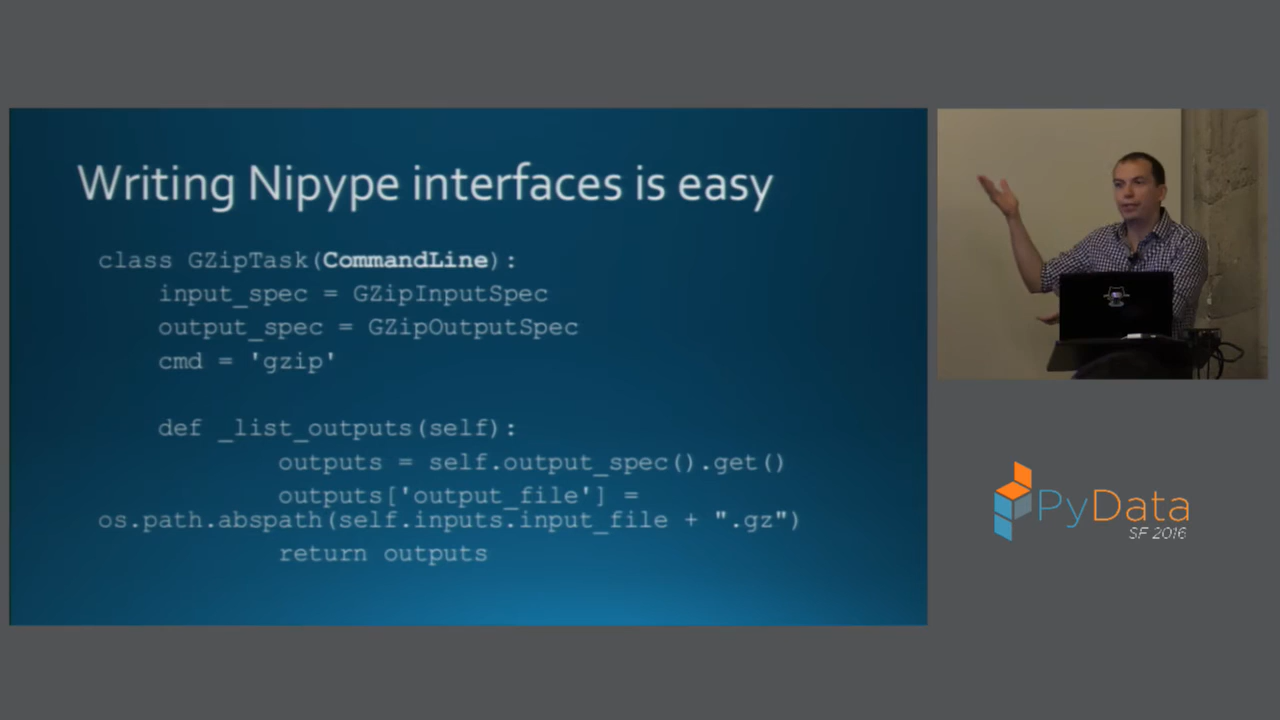 Writing Nipype interfaces is easy
class GZipTask(CommandLine):
input_spec = GZipInputSpec
output_spec = GZipOutputSpec
cmd = 'gzip'
def _list_outputs(self):
outputs = self.output_spec().get()
outputs['output_file'] =
os.path.abspath(self.inputs.input_file + ".gz")
return outputs
PyData
SF 2016